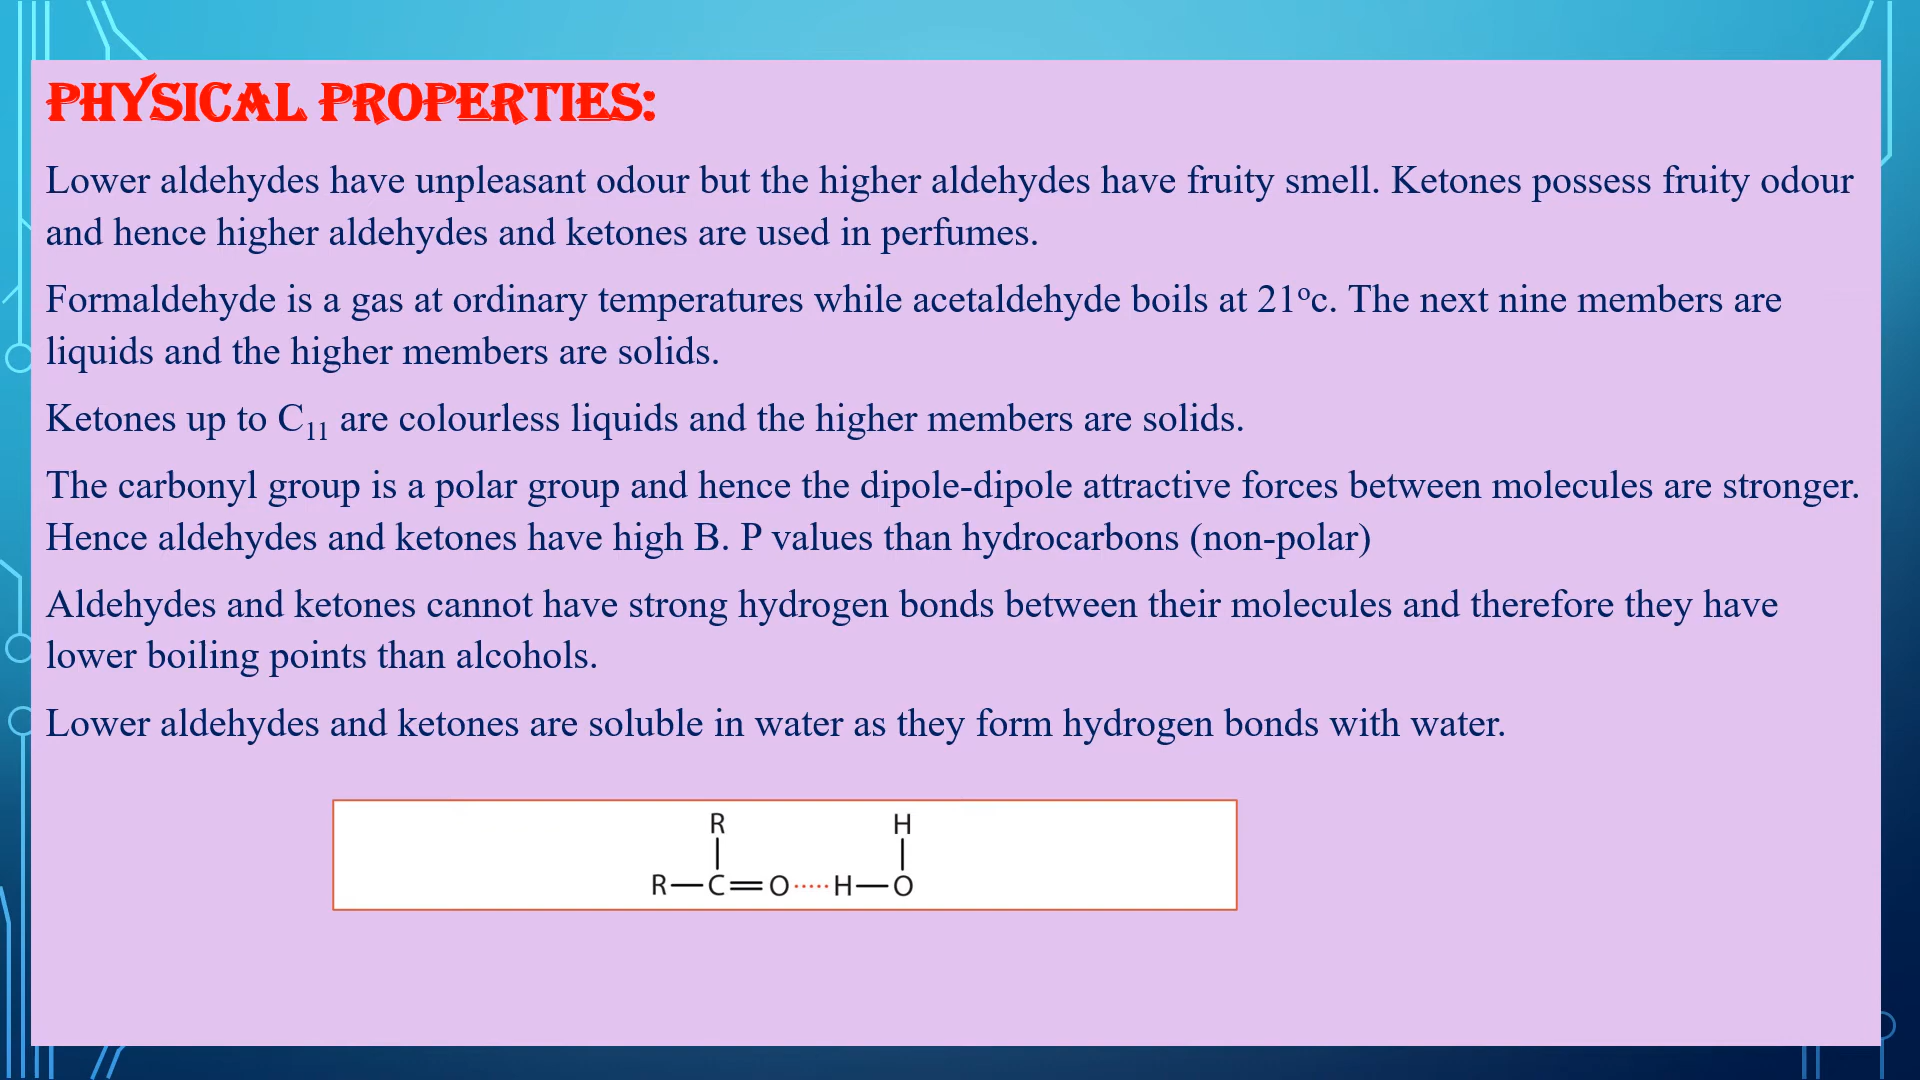 PHYSICAL PROPERTIES:
Lower aldehydes have unpleasant odour but the higher aldehydes have fruity smell. Ketones possess fruity odour
and hence higher aldehydes and ketones are used in perfumes.
Formaldehyde is a gas at ordinary temperatures while acetaldehyde boils at 21ᵒc. The next nine members are
liquids and the higher members are solids.
Ketones up to C₁₁ are colourless liquids and the higher members are solids.
The carbonyl group is a polar group and hence the dipole-dipole attractive forces between molecules are stronger.
Hence aldehydes and ketones have high B. P values than hydrocarbons (non-polar)
Aldehydes and ketones cannot have strong hydrogen bonds between their molecules and therefore they have
lower boiling points than alcohols.
Lower aldehydes and ketones are soluble in water as they form hydrogen bonds with water.
R H
R—C=O·····H—O